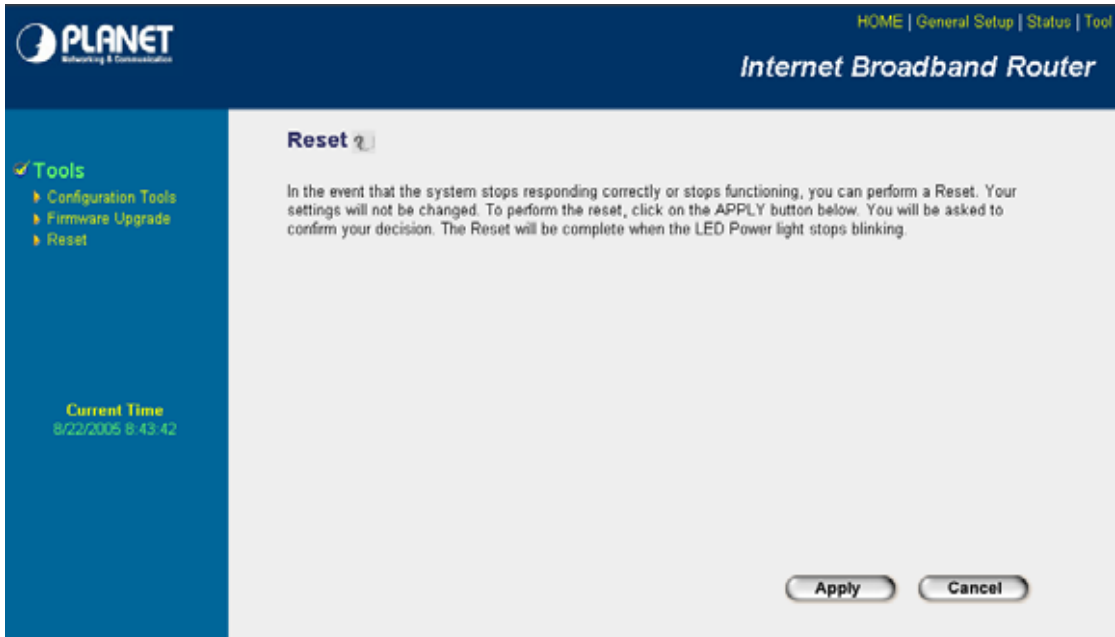 PLANET
Networking & Communication
HOME | General Setup | Status | Tool
Internet Broadband Router
Tools
Configuration Tools
Firmware Upgrade
Reset
Current Time
8/22/2005 8:43:42
Reset
In the event that the system stops responding correctly or stops functioning, you can perform a Reset. Your
settings will not be changed. To perform the reset, click on the APPLY button below. You will be asked to
confirm your decision. The Reset will be complete when the LED Power light stops blinking.
Apply
Cancel